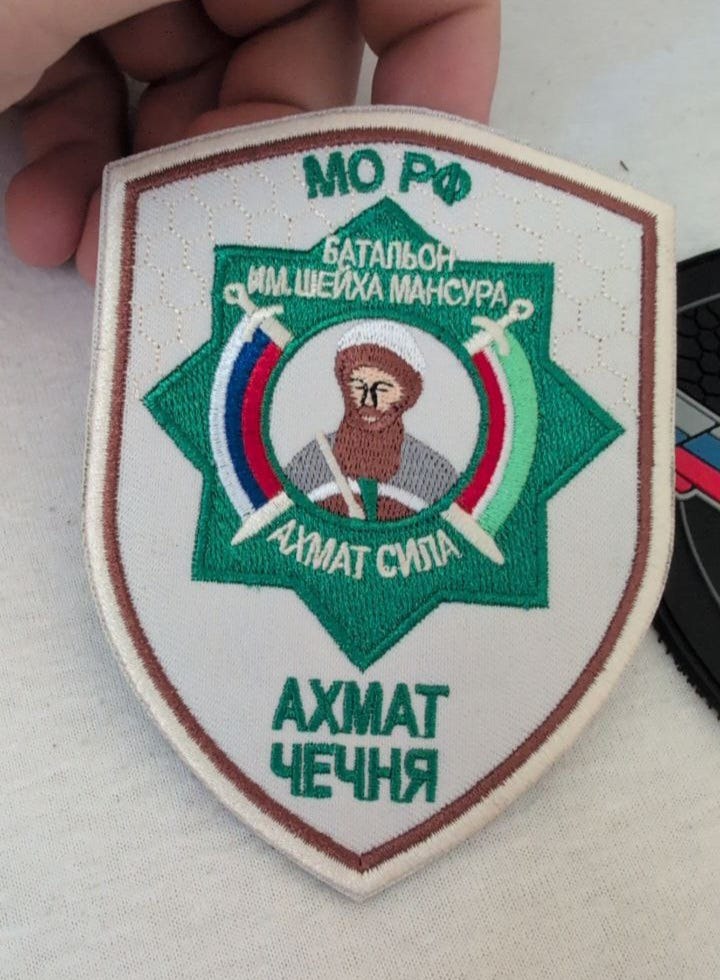 МО РФ
БАТАЛЬОН
ИМ. ШЕЙХА МАНСУРА
АХМАТ СИЛА
АХМАТ
ЧЕЧНЯ